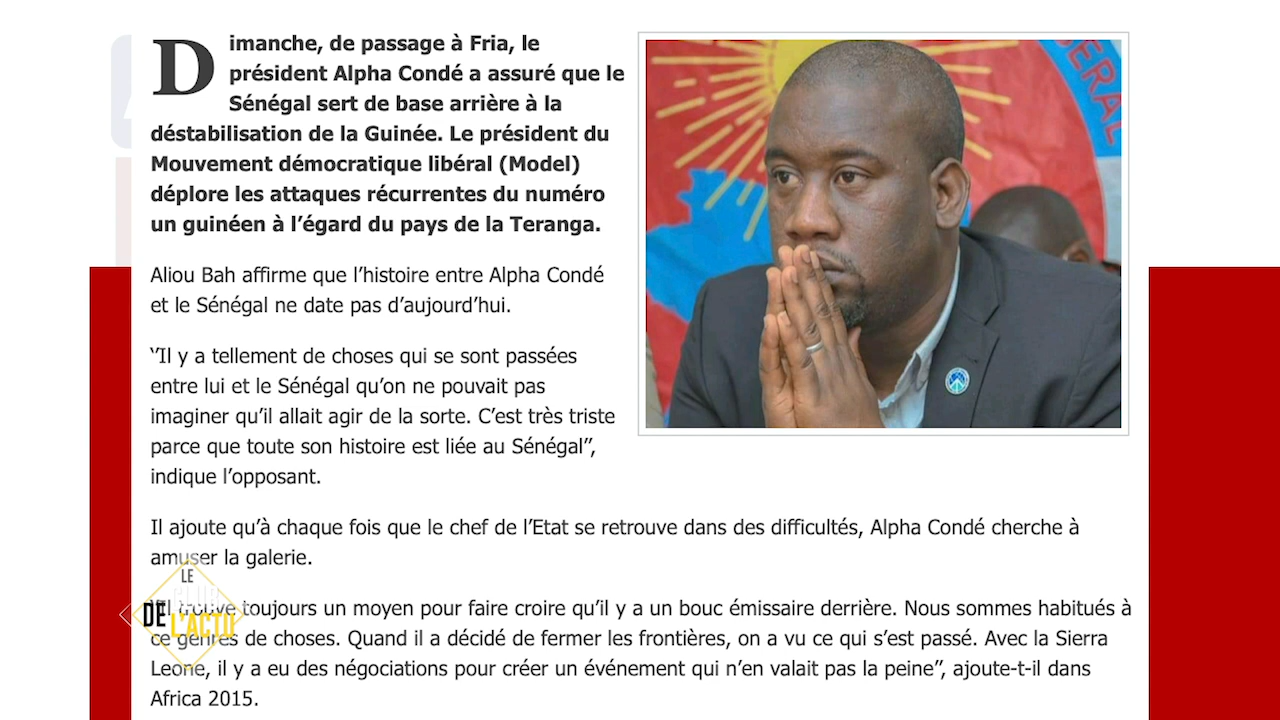 Dimanche, de passage à Fria, le
président Alpha Condé a assuré que le
Sénégal sert de base arrière à la
déstabilisation de la Guinée. Le président du
Mouvement démocratique libéral (Model)
déplore les attaques récurrentes du numéro
un guinéen à l’égard du pays de la Teranga.
Aliou Bah affirme que l’histoire entre Alpha Condé
et le Sénégal ne date pas d’aujourd’hui.
‘‘Il y a tellement de choses qui se sont passées
entre lui et le Sénégal qu’on ne pouvait pas
imaginer qu’il allait agir de la sorte. C’est très triste
parce que toute son histoire est liée au Sénégal’’,
indique l’opposant.
Il ajoute qu’à chaque fois que le chef de l’Etat se retrouve dans des difficultés, Alpha Condé cherche à
amuser la galerie.
‘‘Il trouve toujours un moyen pour faire croire qu’il y a un bouc émissaire derrière. Nous sommes habitués à
ce genres de choses. Quand il a décidé de fermer les frontières, on a vu ce qui s’est passé. Avec la Sierra
Leone, il y a eu des négociations pour créer un événement qui n’en valait pas la peine’’, ajoute-t-il dans
Africa 2015.
LE
CLUB
DE L’ACTU